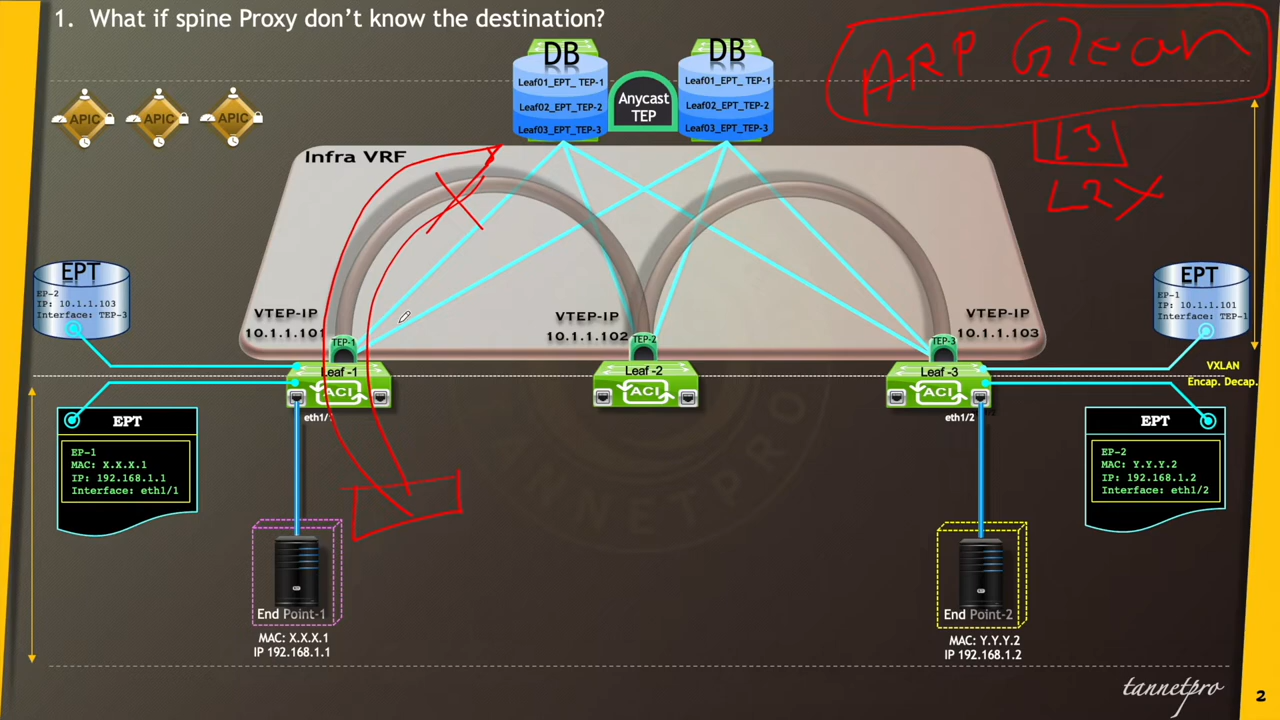 1. What if spine Proxy don't know the destination?
ARP Glean
L3
L2X
DB
Leaf01_EPT_ TEP-1
Leaf02_EPT_TEP-2
Leaf03_EPT_TEP-3
Anycast
TEP
DB
Leaf01_EPT_ TEP-1
Leaf02_EPT_TEP-2
Leaf03_EPT_TEP-3
APIC
APIC
APIC
Infra VRF
EPT
EP-2
IP: 10.1.1.103
Interface: TEP-3
EPT
EP-1
IP: 10.1.1.101
Interface: TEP-1
VTEP-IP
10.1.1.101
VTEP-IP
10.1.1.102
VTEP-IP
10.1.1.103
TEP-1
TEP-2
TEP-3
Leaf -1
ACI
Leaf -2
ACI
Leaf -3
ACI
VXLAN
Encap. Decap.
eth1/
eth1/2
EPT
EP-1
MAC: X.X.X.1
IP: 192.168.1.1
Interface: eth1/1
EPT
EP-2
MAC: Y.Y.Y.2
IP: 192.168.1.2
Interface: eth1/2
TANNETPRO
End Point-1
MAC: X.X.X.1
IP 192.168.1.1
End Point-2
MAC: Y.Y.Y.2
IP 192.168.1.2
tannetpro
2